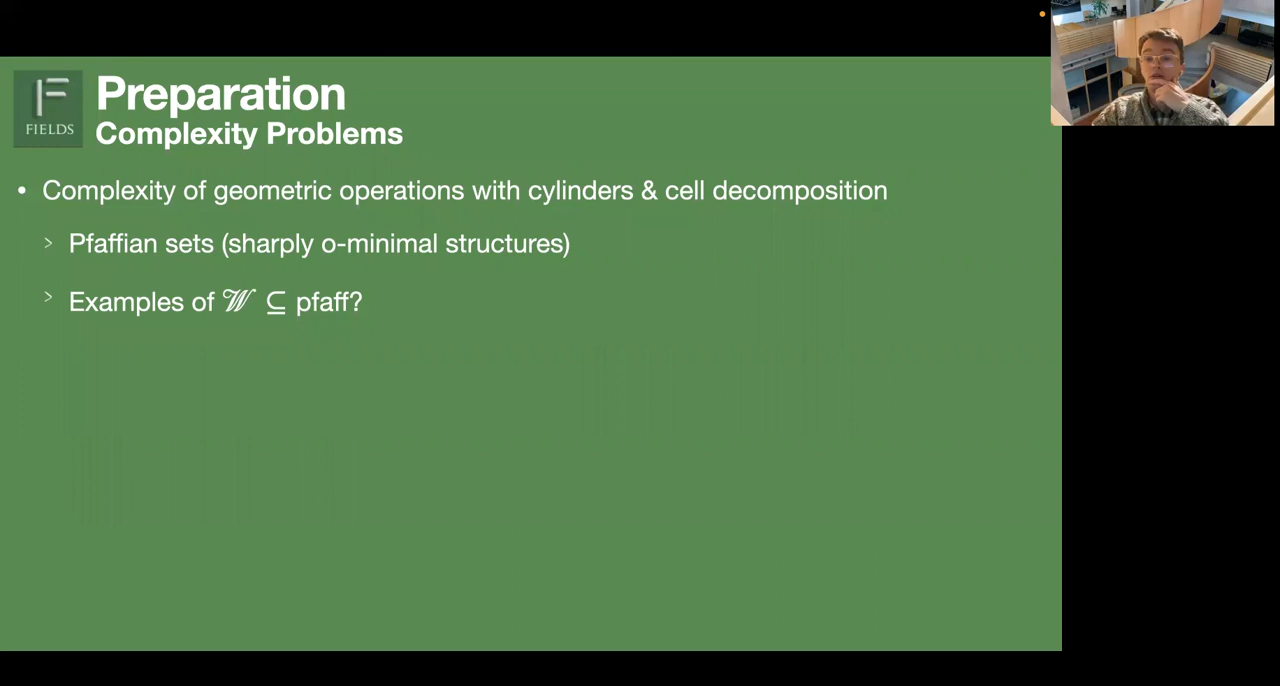 FIELDS
Preparation
Complexity Problems
• Complexity of geometric operations with cylinders & cell decomposition
> Pfaffian sets (sharply o-minimal structures)
> Examples of 𝒲 ⊆ pfaff?